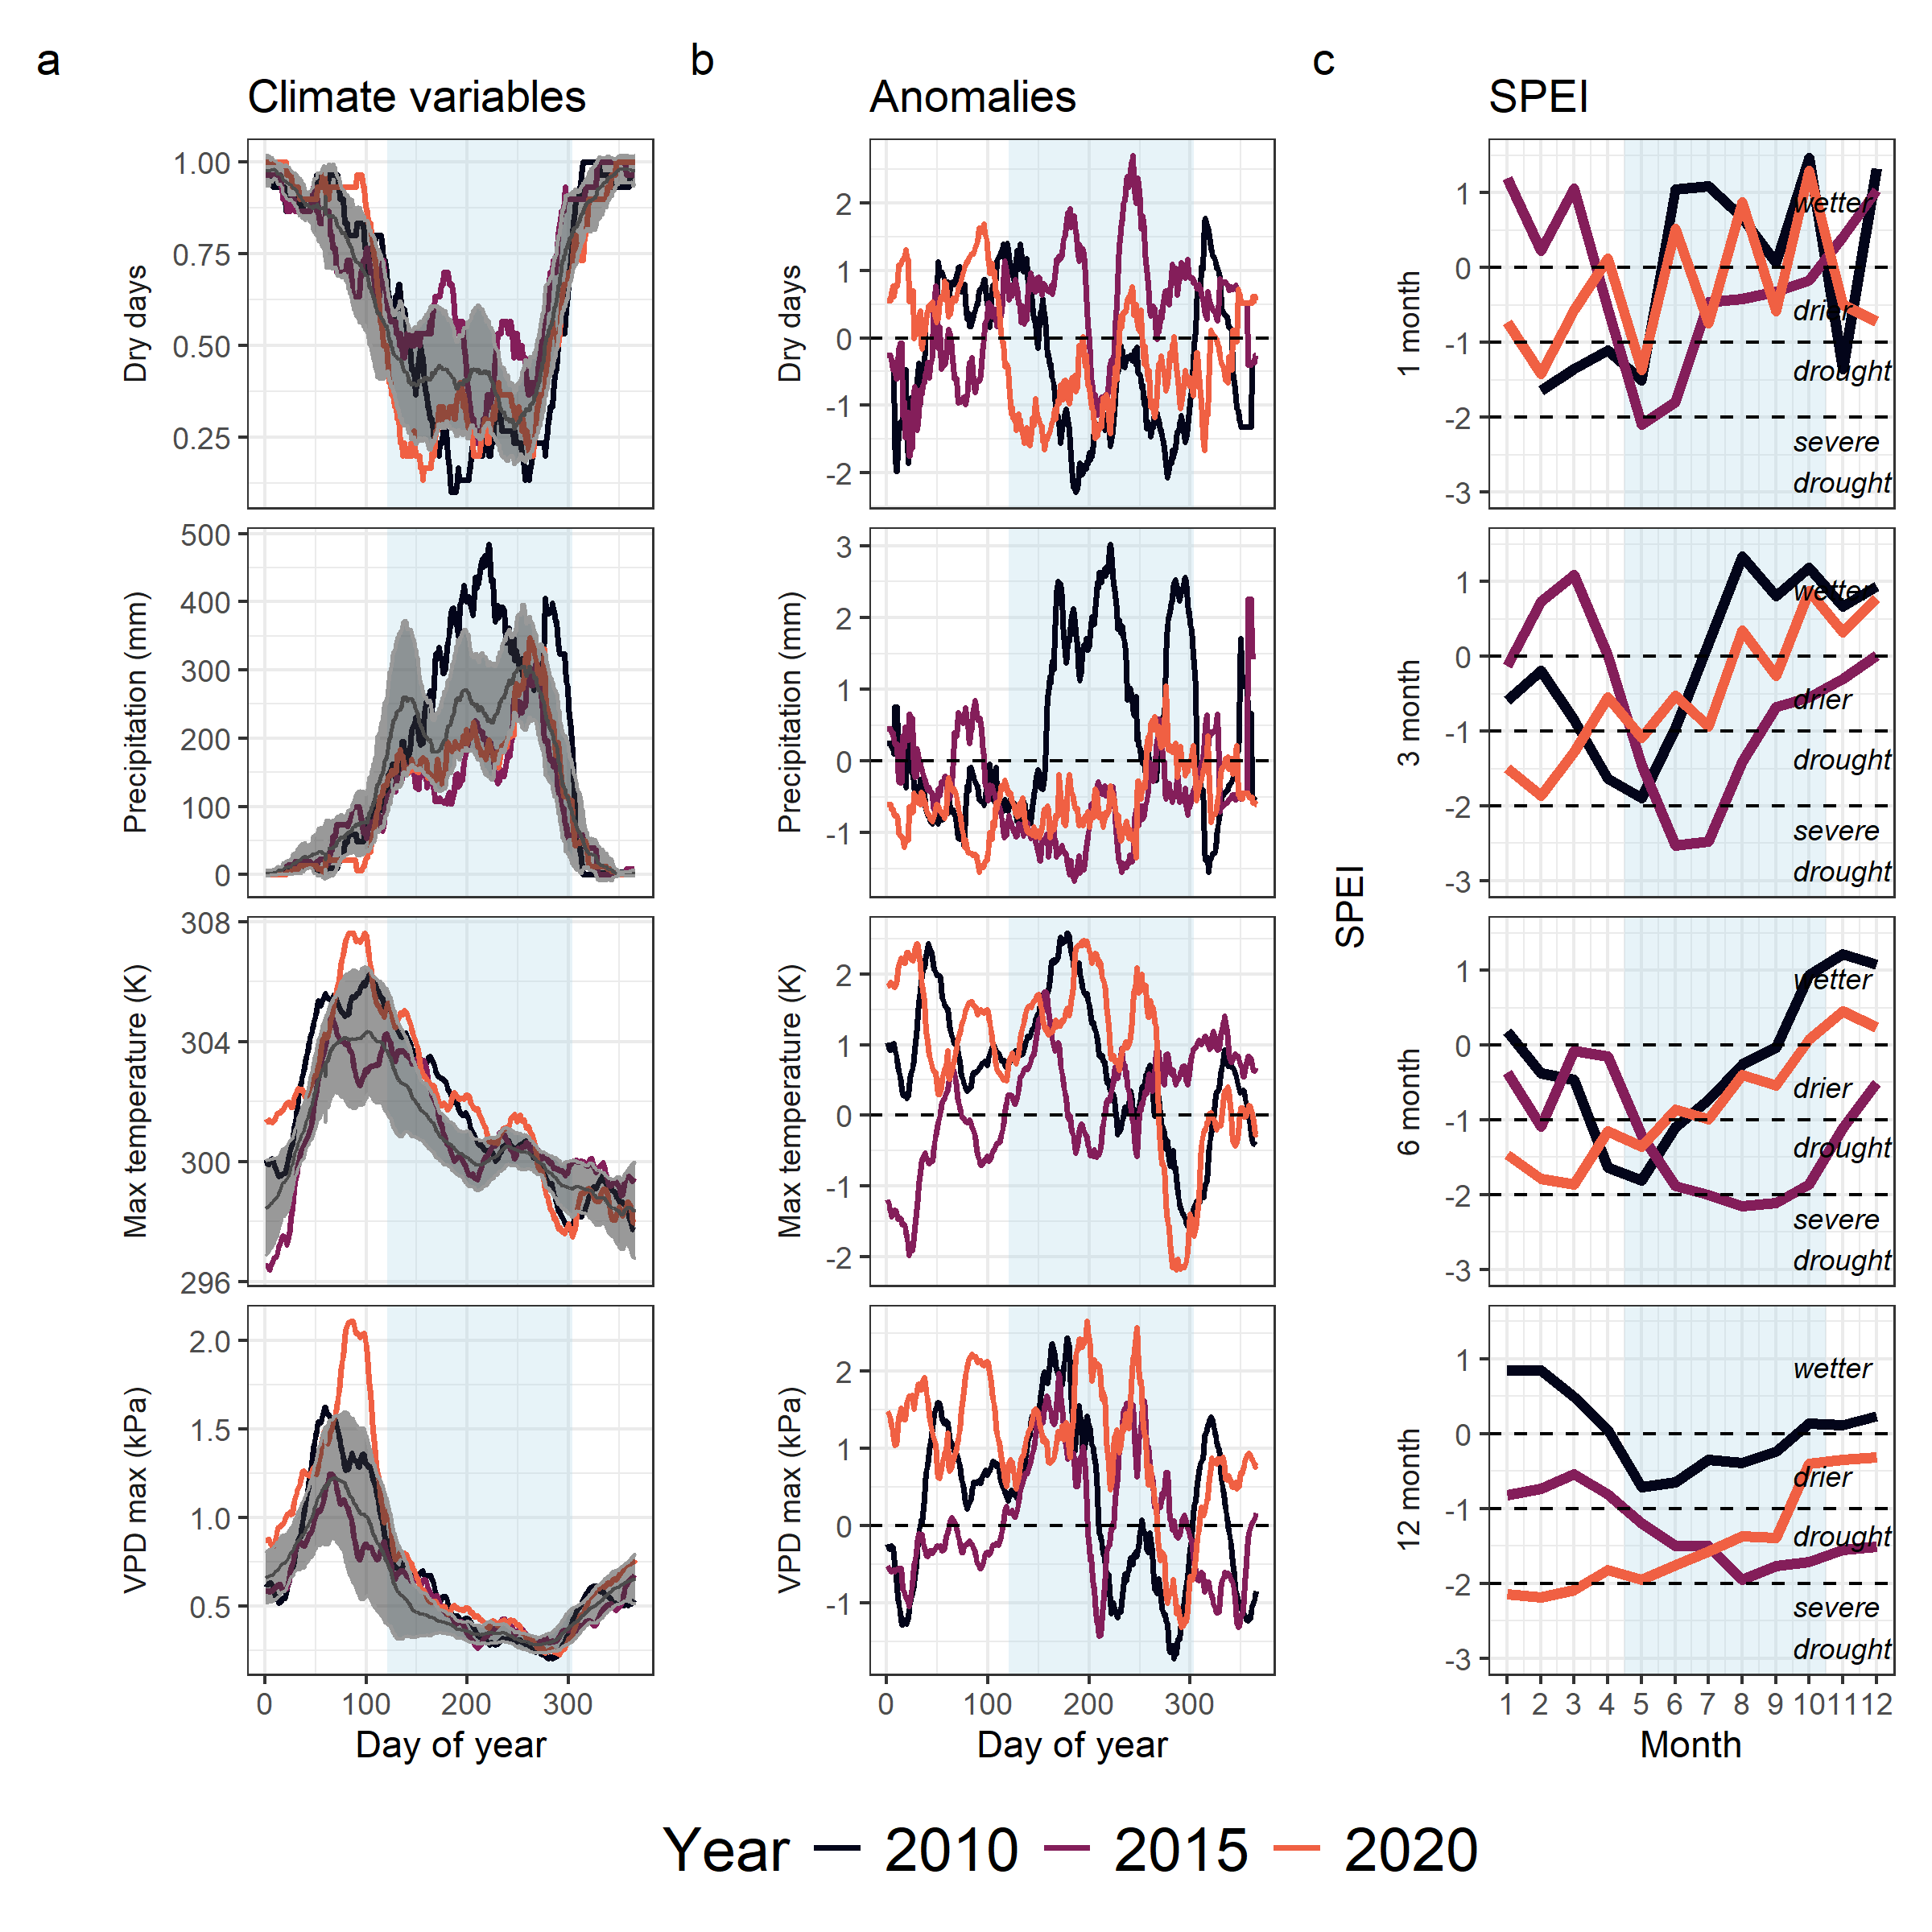 a
b
c
Climate variables
Anomalies
SPEI
Dry days
1.00
0.75
0.50
0.25
Dry days
2
1
0
-1
-2
1 month
1
0
-1
-2
-3
wetter
drier
drought
severe
drought
Precipitation (mm)
500
400
300
200
100
0
Precipitation (mm)
3
2
1
0
-1
3 month
1
0
-1
-2
-3
wetter
drier
drought
severe
drought
SPEI
Max temperature (K)
308
304
300
296
Max temperature (K)
2
1
0
-1
-2
6 month
1
0
-1
-2
-3
wetter
drier
drought
severe
drought
VPD max (kPa)
2.0
1.5
1.0
0.5
VPD max (kPa)
2
1
0
-1
12 month
1
0
-1
-2
-3
wetter
drier
drought
severe
drought
0 100 200 300
0 100 200 300
1 2 3 4 5 6 7 8 9 10 11 12
Day of year
Day of year
Month
Year 2010 2015 2020